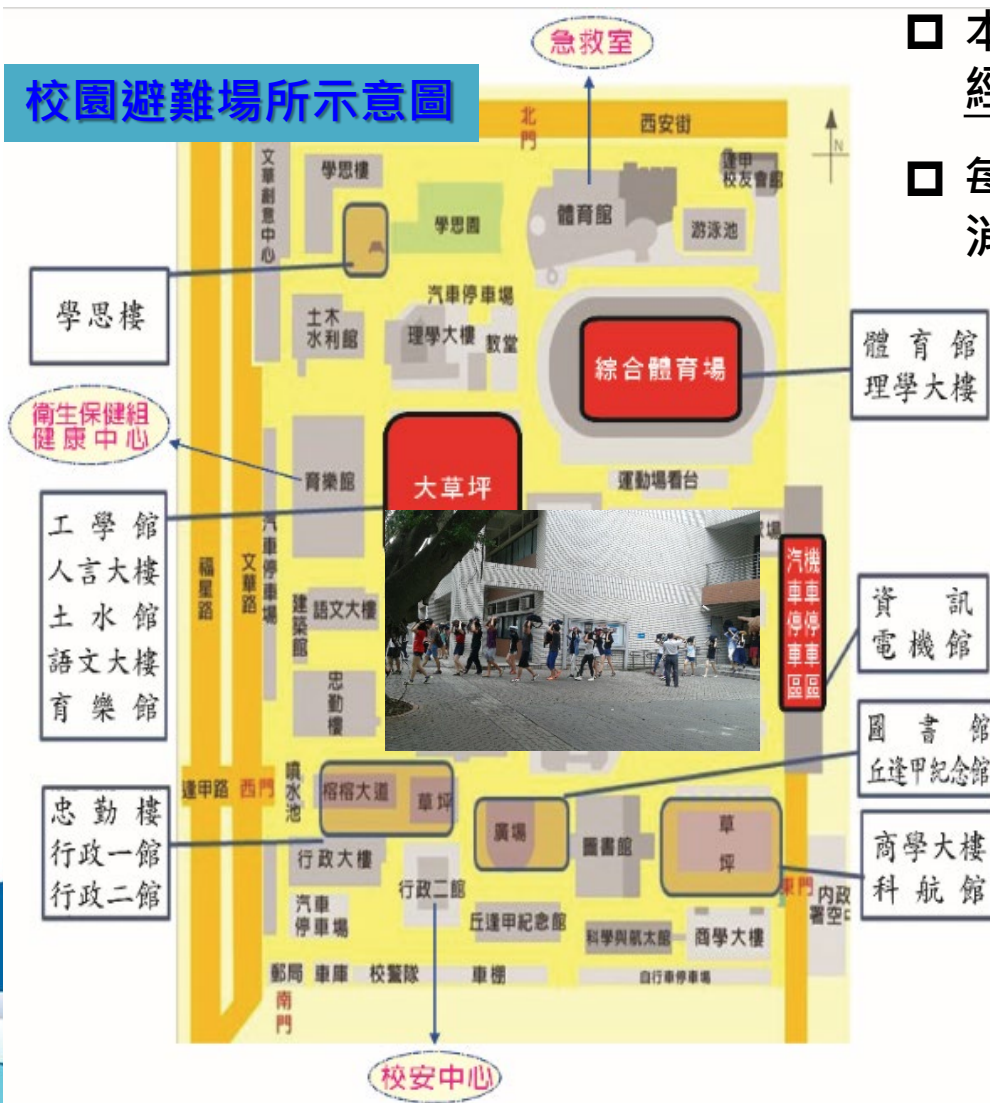 急救室
校園避難場所示意圖
本
經
每
消
北門
西安街
N
文華創意中心
學思樓
學思園
體育館
逢甲
校友會館
游泳池
學思樓
汽車停車場
土木
水利館
理學大樓
教堂
綜合體育場
體育館
理學大樓
衛生保健組
健康中心
育樂館
大草坪
運動場看台
工學館
人言大樓
土水館
語文大樓
育樂館
福星路
文華路
汽車停車場
建築館
語文大樓
忠勤樓
場
機車停車區
汽車停車區
資訊
電機館
圖書館
丘逢甲紀念館
逢甲路
西門
噴水池
榕榕大道
草坪
廣場
圖書館
草坪
忠勤樓
行政一館
行政二館
行政大樓
行政二館
汽車
停車場
丘逢甲紀念館
科學與航太館
商學大樓
東門
內政
署空中
商學大樓
科航館
郵局
車庫
校警隊
車棚
自行車停車場
南門
校安中心